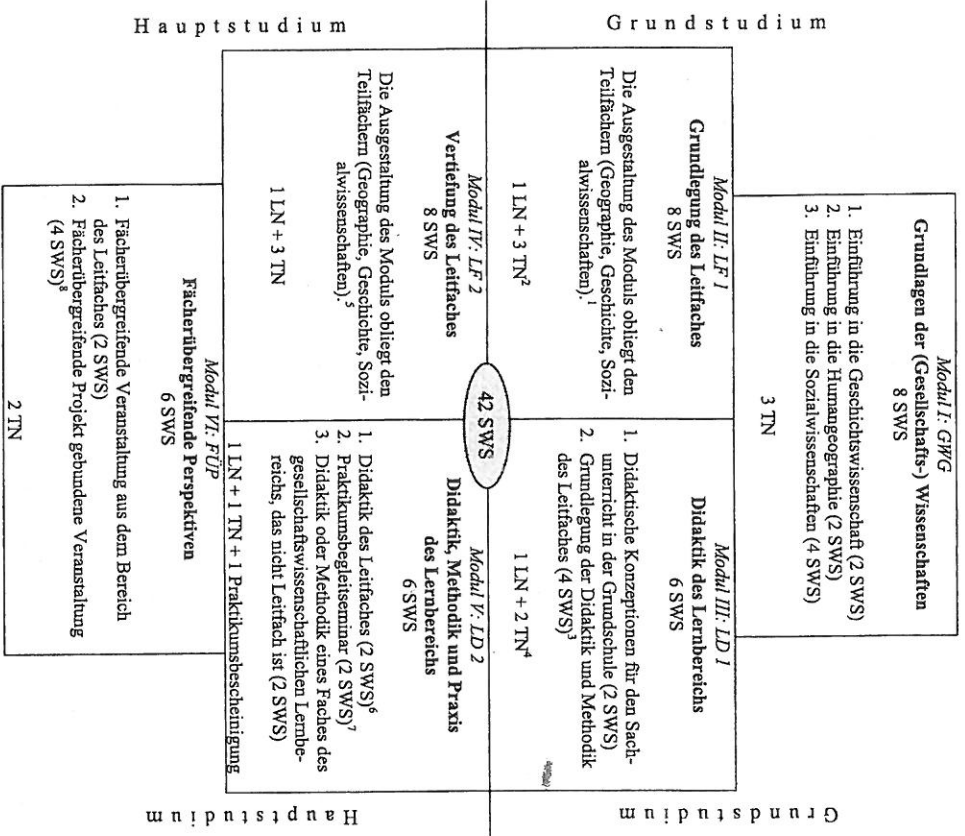 Grundstudium
Grundstudium
Modul I: GWG
Grundlagen der (Gesellschafts-) Wissenschaften
8 SWS
1. Einführung in die Geschichtswissenschaft (2 SWS)
2. Einführung in die Humangeographie (2 SWS)
3. Einführung in die Sozialwissenschaften (4 SWS)
3 TN
Modul II: LF 1
Grundlegung des Leitfaches
8 SWS
Die Ausgestaltung des Moduls obliegt den
Teilfächern (Geographie, Geschichte, Sozi-
alwissenschaften).¹
1 LN + 3 TN²
Modul III: LD 1
Didaktik des Lernbereichs
6 SWS
1. Didaktische Konzeptionen für den Sach-
unterricht in der Grundschule (2 SWS)
2. Grundlegung der Didaktik und Methodik
des Leitfaches (4 SWS)³
1 LN + 2 TN⁴
42 SWS
Modul IV: LF 2
Vertiefung des Leitfaches
8 SWS
Die Ausgestaltung des Moduls obliegt den
Teilfächern (Geographie, Geschichte, Sozi-
alwissenschaften).⁵
1 LN + 3 TN
Modul V: LD 2
Didaktik, Methodik und Praxis
des Lernbereichs
6 SWS
1. Didaktik des Leitfaches (2 SWS)⁶
2. Praktikumsbegleitseminar (2 SWS)⁷
3. Didaktik oder Methodik eines Faches des
gesellschaftswissenschaftlichen Lernbe-
reichs, das nicht Leitfach ist (2 SWS)
1 LN + 1 TN + 1 Praktikumsbescheinigung
Modul VI: FÜP
Fächerübergreifende Perspektiven
6 SWS
1. Fächerübergreifende Veranstaltung aus dem Bereich
des Leitfaches (2 SWS)
2. Fächerübergreifende Projekt gebundene Veranstaltung
(4 SWS)⁸
2 TN
Hauptstudium
Hauptstudium